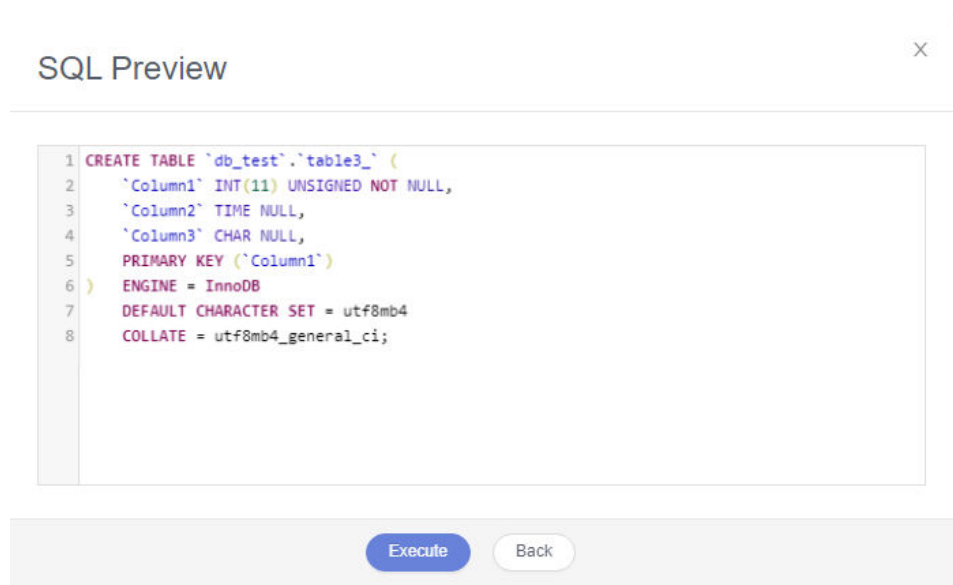 SQL Preview
X
1 CREATE TABLE `db_test`.`table3_` (
2 `Column1` INT(11) UNSIGNED NOT NULL,
3 `Column2` TIME NULL,
4 `Column3` CHAR NULL,
5 PRIMARY KEY (`Column1`)
6 ) ENGINE = InnoDB
7 DEFAULT CHARACTER SET = utf8mb4
8 COLLATE = utf8mb4_general_ci;
Execute Back